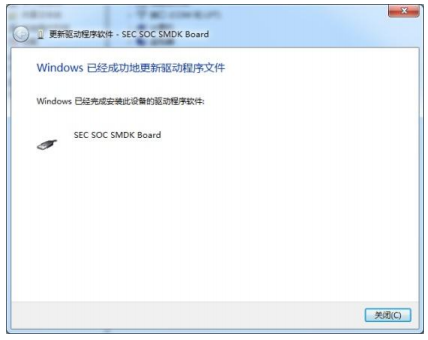 更新驱动程序软件 - SEC SOC SMDK Board
Windows 已经成功地更新驱动程序文件
Windows 已经完成安装此设备的驱动程序软件:
SEC SOC SMDK Board
关闭(C)